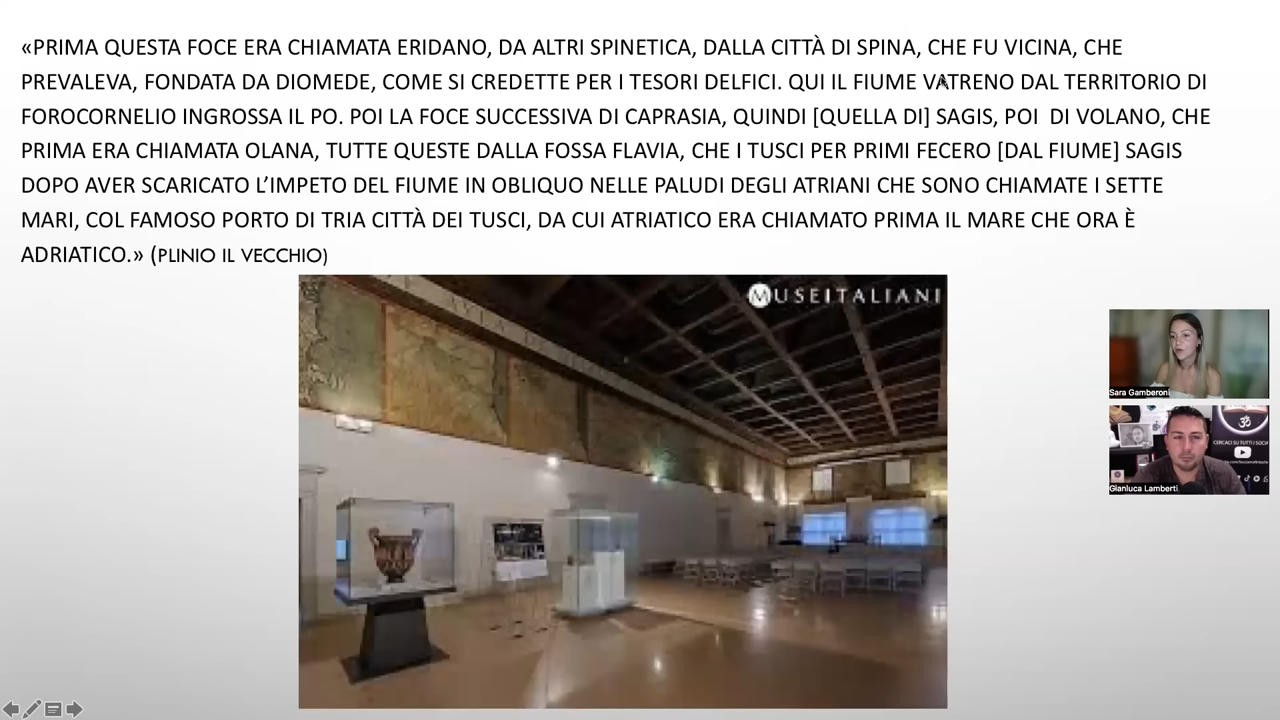 «PRIMA QUESTA FOCE ERA CHIAMATA ERIDANO, DA ALTRI SPINETICA, DALLA CITTÀ DI SPINA, CHE FU VICINA, CHE
PREVALEVA, FONDATA DA DIOMEDE, COME SI CREDETTE PER I TESORI DELFICI. QUI IL FIUME VATRENO DAL TERRITORIO DI
FOROCORNELIO INGROSSA IL PO. POI LA FOCE SUCCESSIVA DI CAPRASIA, QUINDI [QUELLA DI] SAGIS, POI DI VOLANO, CHE
PRIMA ERA CHIAMATA OLANA, TUTTE QUESTE DALLA FOSSA FLAVIA, CHE I TUSCI PER PRIMI FECERO [DAL FIUME] SAGIS
DOPO AVER SCARICATO L'IMPETO DEL FIUME IN OBLIQUO NELLE PALUDI DEGLI ATRIANI CHE SONO CHIAMATE I SETTE
MARI, COL FAMOSO PORTO DI TRIA CITTÀ DEI TUSCI, DA CUI ATRIATICO ERA CHIAMATO PRIMA IL MARE CHE ORA È
ADRIATICO.» (PLINIO IL VECCHIO)
MUSEITALIANI
Sara Gamberoni
CERCACI SU TUTTI I SOCIA
Gianluca Lamberti